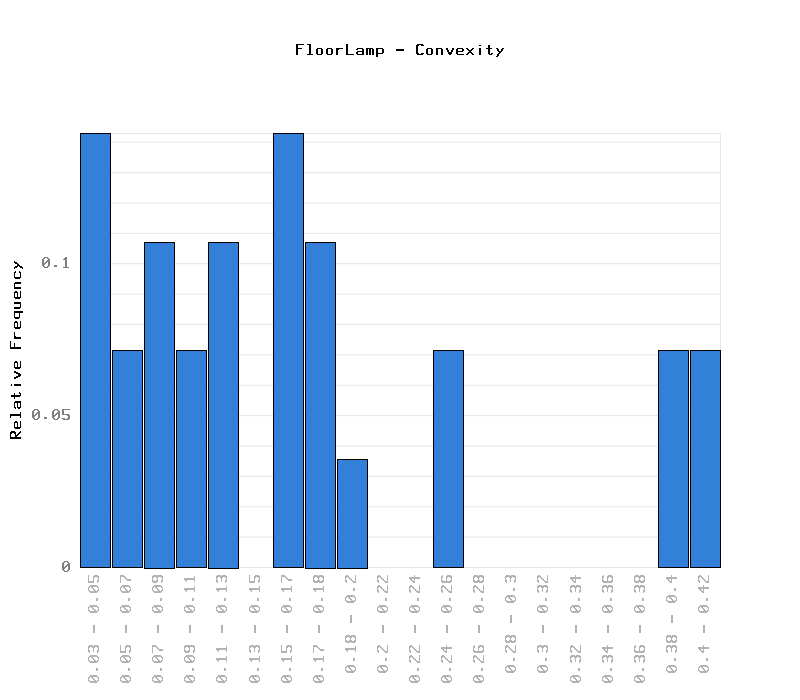 FloorLamp - Convexity
Relative Frequency
0.1
0.05
0
0.03 - 0.05
0.05 - 0.07
0.07 - 0.09
0.09 - 0.11
0.11 - 0.13
0.13 - 0.15
0.15 - 0.17
0.17 - 0.18
0.18 - 0.2
0.2 - 0.22
0.22 - 0.24
0.24 - 0.26
0.26 - 0.28
0.28 - 0.3
0.3 - 0.32
0.32 - 0.34
0.34 - 0.36
0.36 - 0.38
0.38 - 0.4
0.4 - 0.42